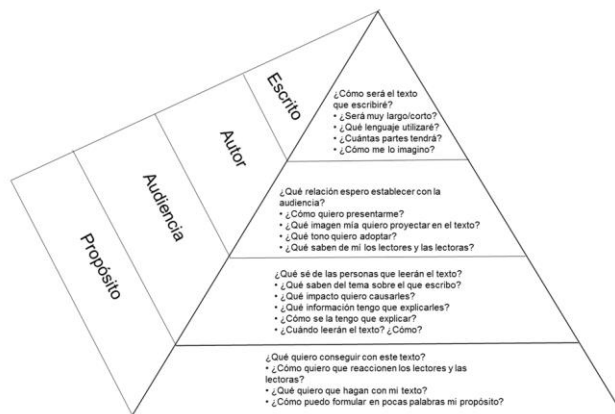 Escrito
¿Cómo será el texto
que escribiré?
• ¿Será muy largo/corto?
• ¿Qué lenguaje utilizaré?
• ¿Cuántas partes tendrá?
• ¿Cómo me lo imagino?
Autor
¿Qué relación espero establecer con la
audiencia?
• ¿Cómo quiero presentarme?
• ¿Qué imagen mía quiero proyectar en el texto?
• ¿Qué tono quiero adoptar?
• ¿Qué saben de mí los lectores y las lectoras?
Audiencia
¿Qué sé de las personas que leerán el texto?
• ¿Qué saben del tema sobre el que escribo?
• ¿Qué impacto quiero causarles?
• ¿Qué información tengo que explicarles?
• ¿Cómo se la tengo que explicar?
• ¿Cuándo leerán el texto? ¿Cómo?
Propósito
¿Qué quiero conseguir con este texto?
• ¿Cómo quiero que reaccionen los lectores y las
lectoras?
• ¿Qué quiero que hagan con mi texto?
• ¿Cómo puedo formular en pocas palabras mi propósito?